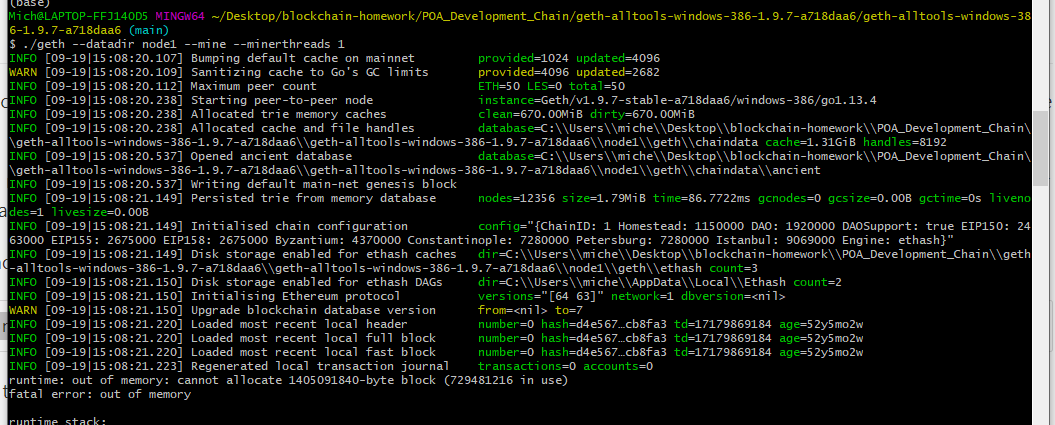 (base)
Mich@LAPTOP-FFJ14OD5 MINGW64 ~/Desktop/blockchain-homework/POA_Development_Chain/geth-alltools-windows-386-1.9.7-a718daa6/geth-alltools-windows-38
6-1.9.7-a718daa6 (main)
$ ./geth --datadir node1 --mine --minerthreads 1
INFO [09-19|15:08:20.107] Bumping default cache on mainnet provided=1024 updated=4096
WARN [09-19|15:08:20.109] Sanitizing cache to Go's GC limits provided=4096 updated=2682
INFO [09-19|15:08:20.112] Maximum peer count ETH=50 LES=0 total=50
INFO [09-19|15:08:20.238] Starting peer-to-peer node instance=Geth/v1.9.7-stable-a718daa6/windows-386/go1.13.4
INFO [09-19|15:08:20.238] Allocated trie memory caches clean=670.00MiB dirty=670.00MiB
INFO [09-19|15:08:20.238] Allocated cache and file handles database=C:\\Users\\miche\\Desktop\\blockchain-homework\\POA_Development_Chain\
\geth-alltools-windows-386-1.9.7-a718daa6\\geth-alltools-windows-386-1.9.7-a718daa6\\node1\\geth\\chaindata cache=1.31GiB handles=8192
INFO [09-19|15:08:20.537] Opened ancient database database=C:\\Users\\miche\\Desktop\\blockchain-homework\\POA_Development_Chain\
\geth-alltools-windows-386-1.9.7-a718daa6\\geth-alltools-windows-386-1.9.7-a718daa6\\node1\\geth\\chaindata\\ancient
INFO [09-19|15:08:20.537] Writing default main-net genesis block
INFO [09-19|15:08:21.149] Persisted trie from memory database nodes=12356 size=1.79MiB time=86.7722ms gcnodes=0 gcsize=0.00B gctime=0s liveno
des=1 livesize=0.00B
INFO [09-19|15:08:21.149] Initialised chain configuration config="{ChainID: 1 Homestead: 1150000 DAO: 1920000 DAOSupport: true EIP150: 24
63000 EIP155: 2675000 EIP158: 2675000 Byzantium: 4370000 Constantinople: 7280000 Petersburg: 7280000 Istanbul: 9069000 Engine: ethash}"
INFO [09-19|15:08:21.149] Disk storage enabled for ethash caches dir=C:\\Users\\miche\\Desktop\\blockchain-homework\\POA_Development_Chain\\geth
-alltools-windows-386-1.9.7-a718daa6\\geth-alltools-windows-386-1.9.7-a718daa6\\node1\\geth\\ethash count=3
INFO [09-19|15:08:21.150] Disk storage enabled for ethash DAGs dir=C:\\Users\\miche\\AppData\\Local\\Ethash count=2
INFO [09-19|15:08:21.150] Initialising Ethereum protocol versions="[64 63]" network=1 dbversion=<nil>
WARN [09-19|15:08:21.150] Upgrade blockchain database version from=<nil> to=7
INFO [09-19|15:08:21.220] Loaded most recent local header number=0 hash=d4e567…cb8fa3 td=17179869184 age=52y5mo2w
INFO [09-19|15:08:21.220] Loaded most recent local full block number=0 hash=d4e567…cb8fa3 td=17179869184 age=52y5mo2w
INFO [09-19|15:08:21.220] Loaded most recent local fast block number=0 hash=d4e567…cb8fa3 td=17179869184 age=52y5mo2w
INFO [09-19|15:08:21.223] Regenerated local transaction journal transactions=0 accounts=0
runtime: out of memory: cannot allocate 1405091840-byte block (729481216 in use)
fatal error: out of memory
runtime stack: